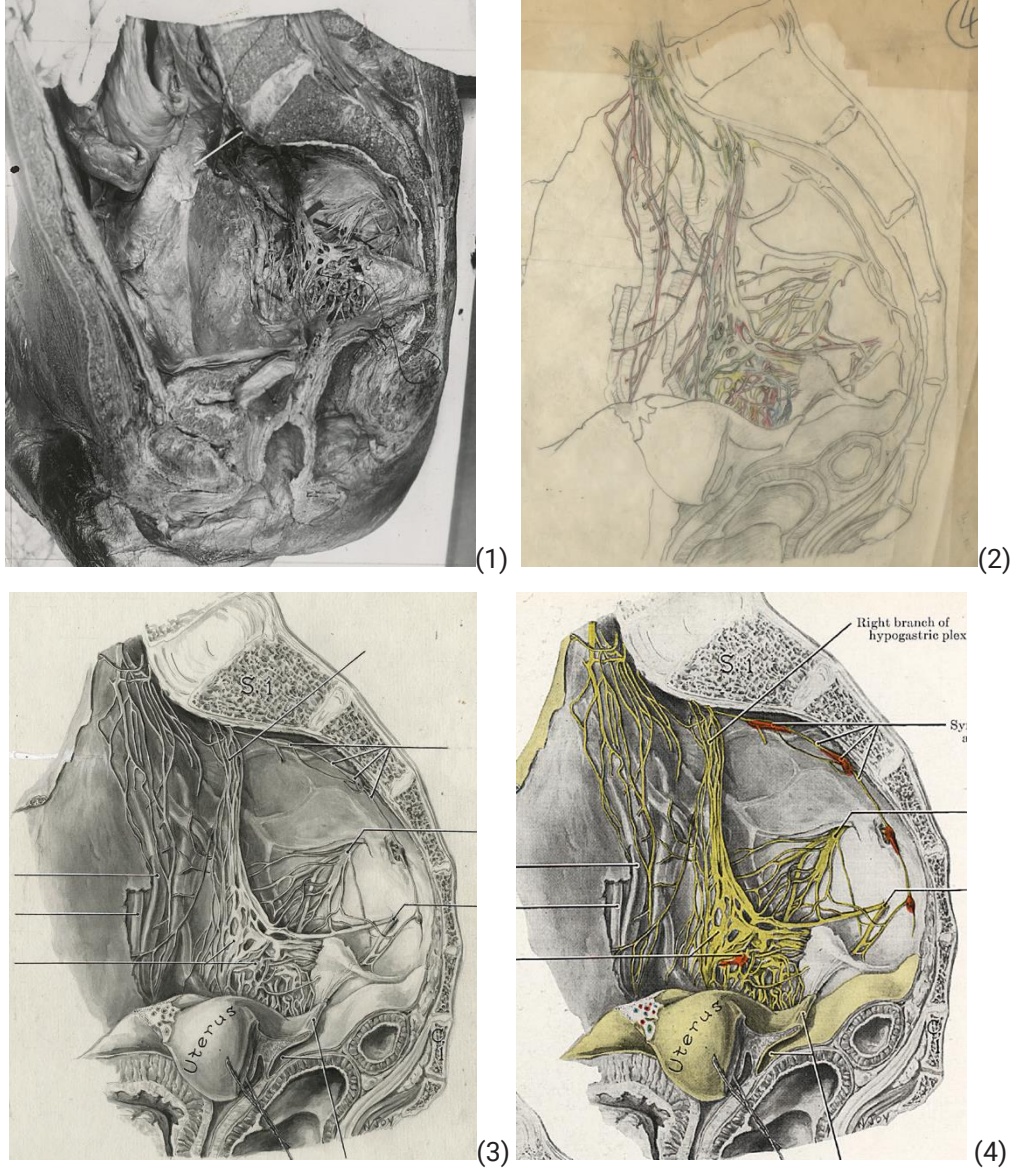 4
(1)
(2)
S.1
Uterus
(3)
Right branch of
hypogastric plex
S.1
Sy
a
Uterus
(4)